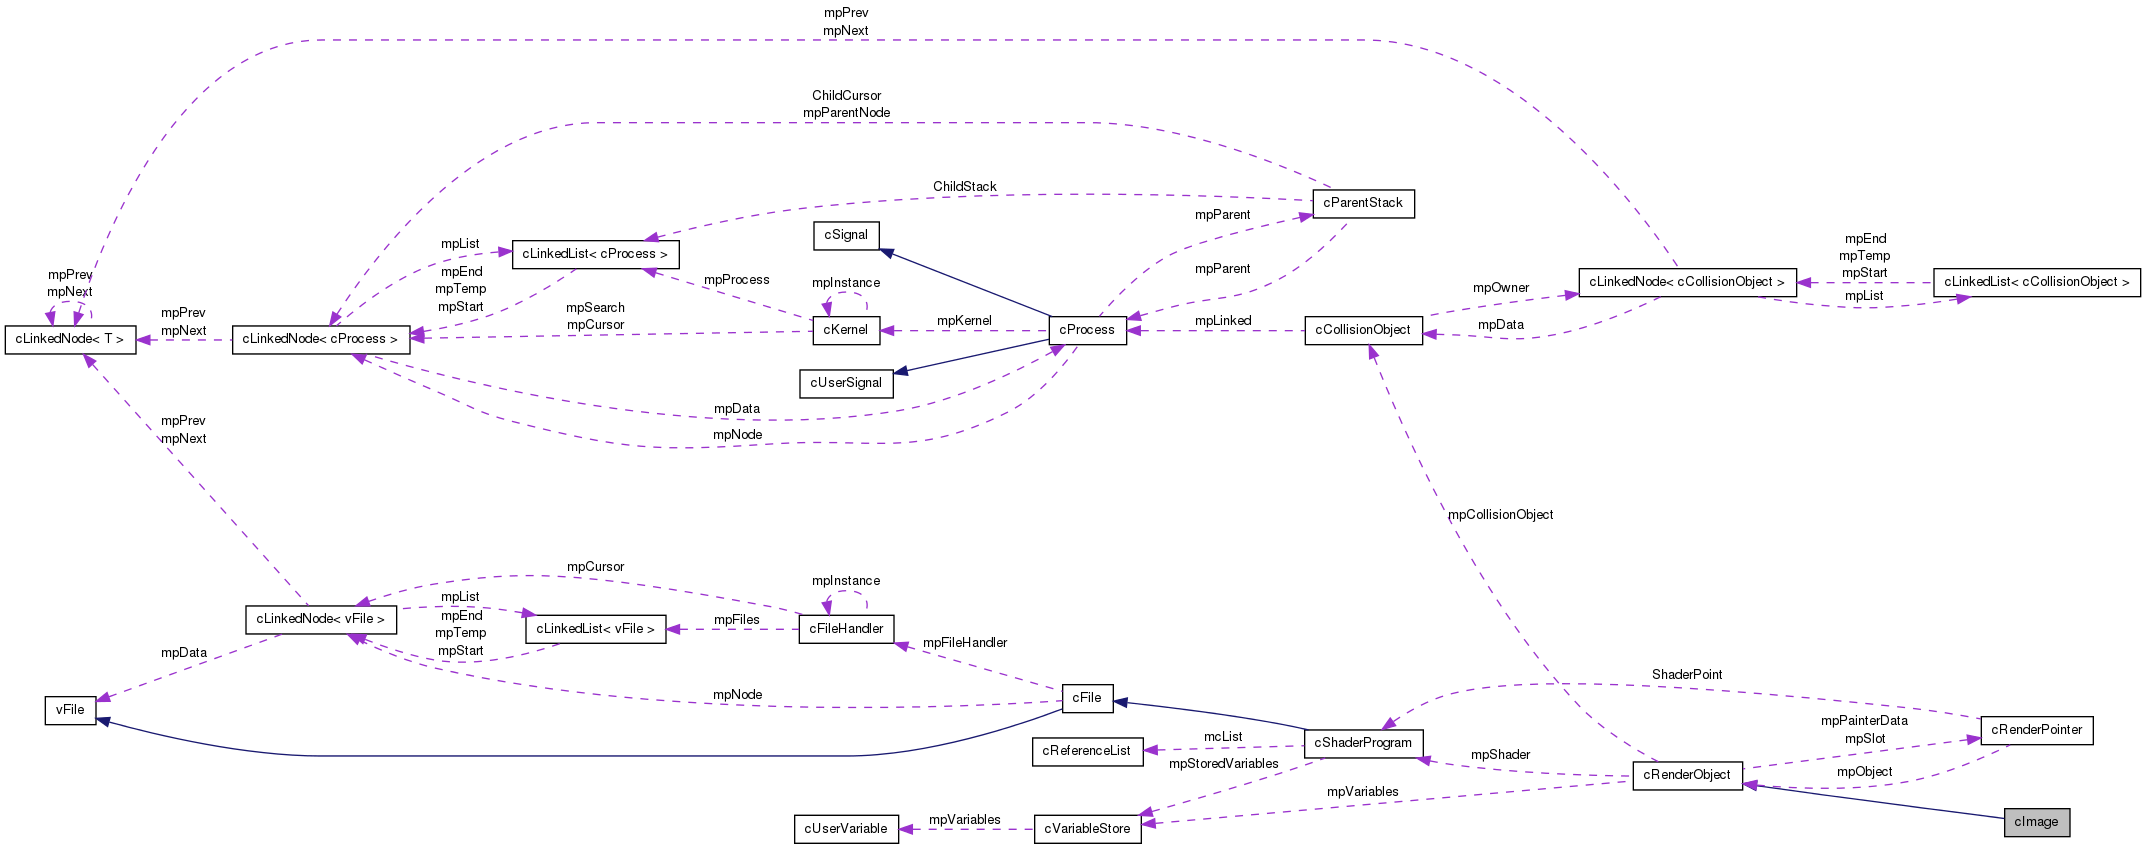 mpPrev
mpNext
ChildCursor
mpParentNode
ChildStack
cParentStack
mpParent
cSignal
mpList
cLinkedList< cProcess >
mpEnd
mpTemp
mpStart
mpProcess
mpInstance
mpParent
mpEnd
mpTemp
mpStart
cLinkedNode< cCollisionObject >
cLinkedList< cCollisionObject >
mpOwner
mpList
mpPrev
mpNext
mpPrev
mpNext
mpSearch
mpCursor
cKernel
mpKernel
cProcess
mpLinked
cCollisionObject
mpData
cLinkedNode< T >
cLinkedNode< cProcess >
cUserSignal
mpData
mpNode
mpPrev
mpNext
mpCollisionObject
mpCursor
mpInstance
mpList
mpEnd
mpTemp
mpStart
cLinkedNode< vFile >
cLinkedList< vFile >
mpFiles
cFileHandler
mpFileHandler
mpData
mpNode
cFile
vFile
ShaderPoint
mpPainterData
mpSlot
cRenderPointer
cReferenceList
mcList
cShaderProgram
mpStoredVariables
mpShader
cRenderObject
mpObject
mpVariables
cUserVariable
mpVariables
cVariableStore
cImage